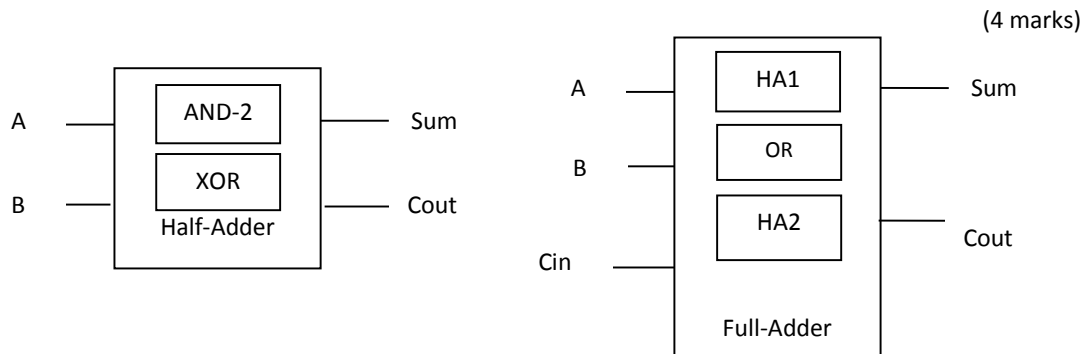 (4 marks)
A
B
AND-2
XOR
Half-Adder
Sum
Cout
A
B
Cin
HA1
OR
HA2
Full-Adder
Sum
Cout